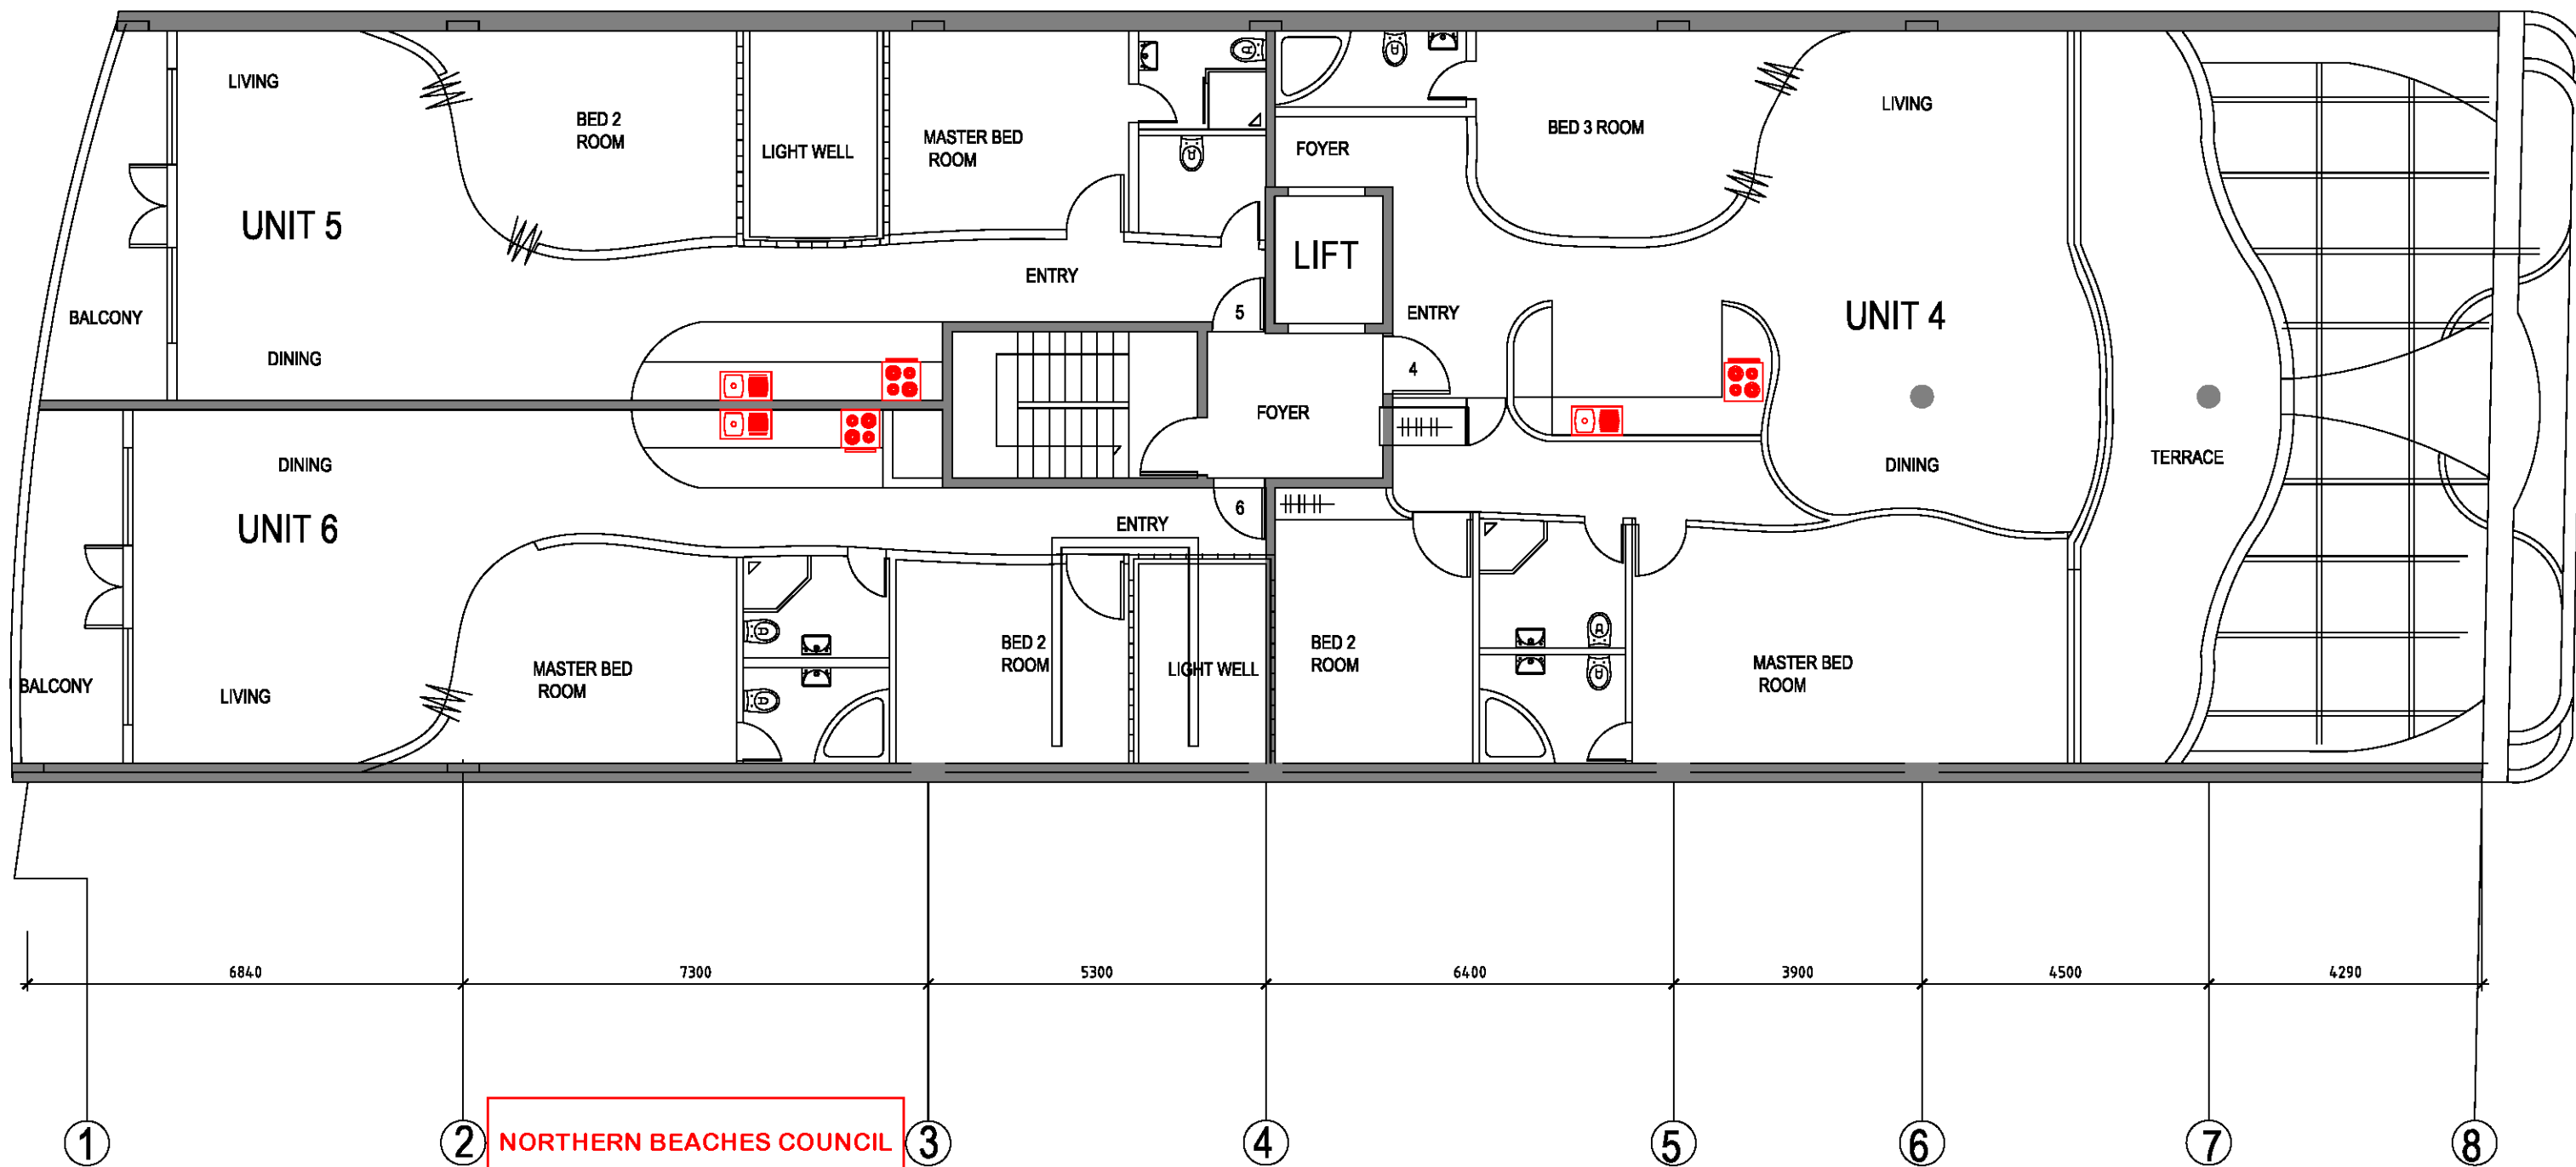 LIVING
BED 2
ROOM
LIGHT WELL
MASTER BED
ROOM
FOYER
BED 3 ROOM
LIVING
UNIT 5
LIFT
ENTRY
BALCONY
5
ENTRY
UNIT 4
DINING
4
FOYER
DINING
DINING
TERRACE
UNIT 6
6
ENTRY
BALCONY
LIVING
MASTER BED
ROOM
BED 2
ROOM
LIGHT WELL
BED 2
ROOM
MASTER BED
ROOM
6840
7300
5300
6400
3900
4500
4290
1
2
NORTHERN BEACHES COUNCIL
3
4
5
6
7
8